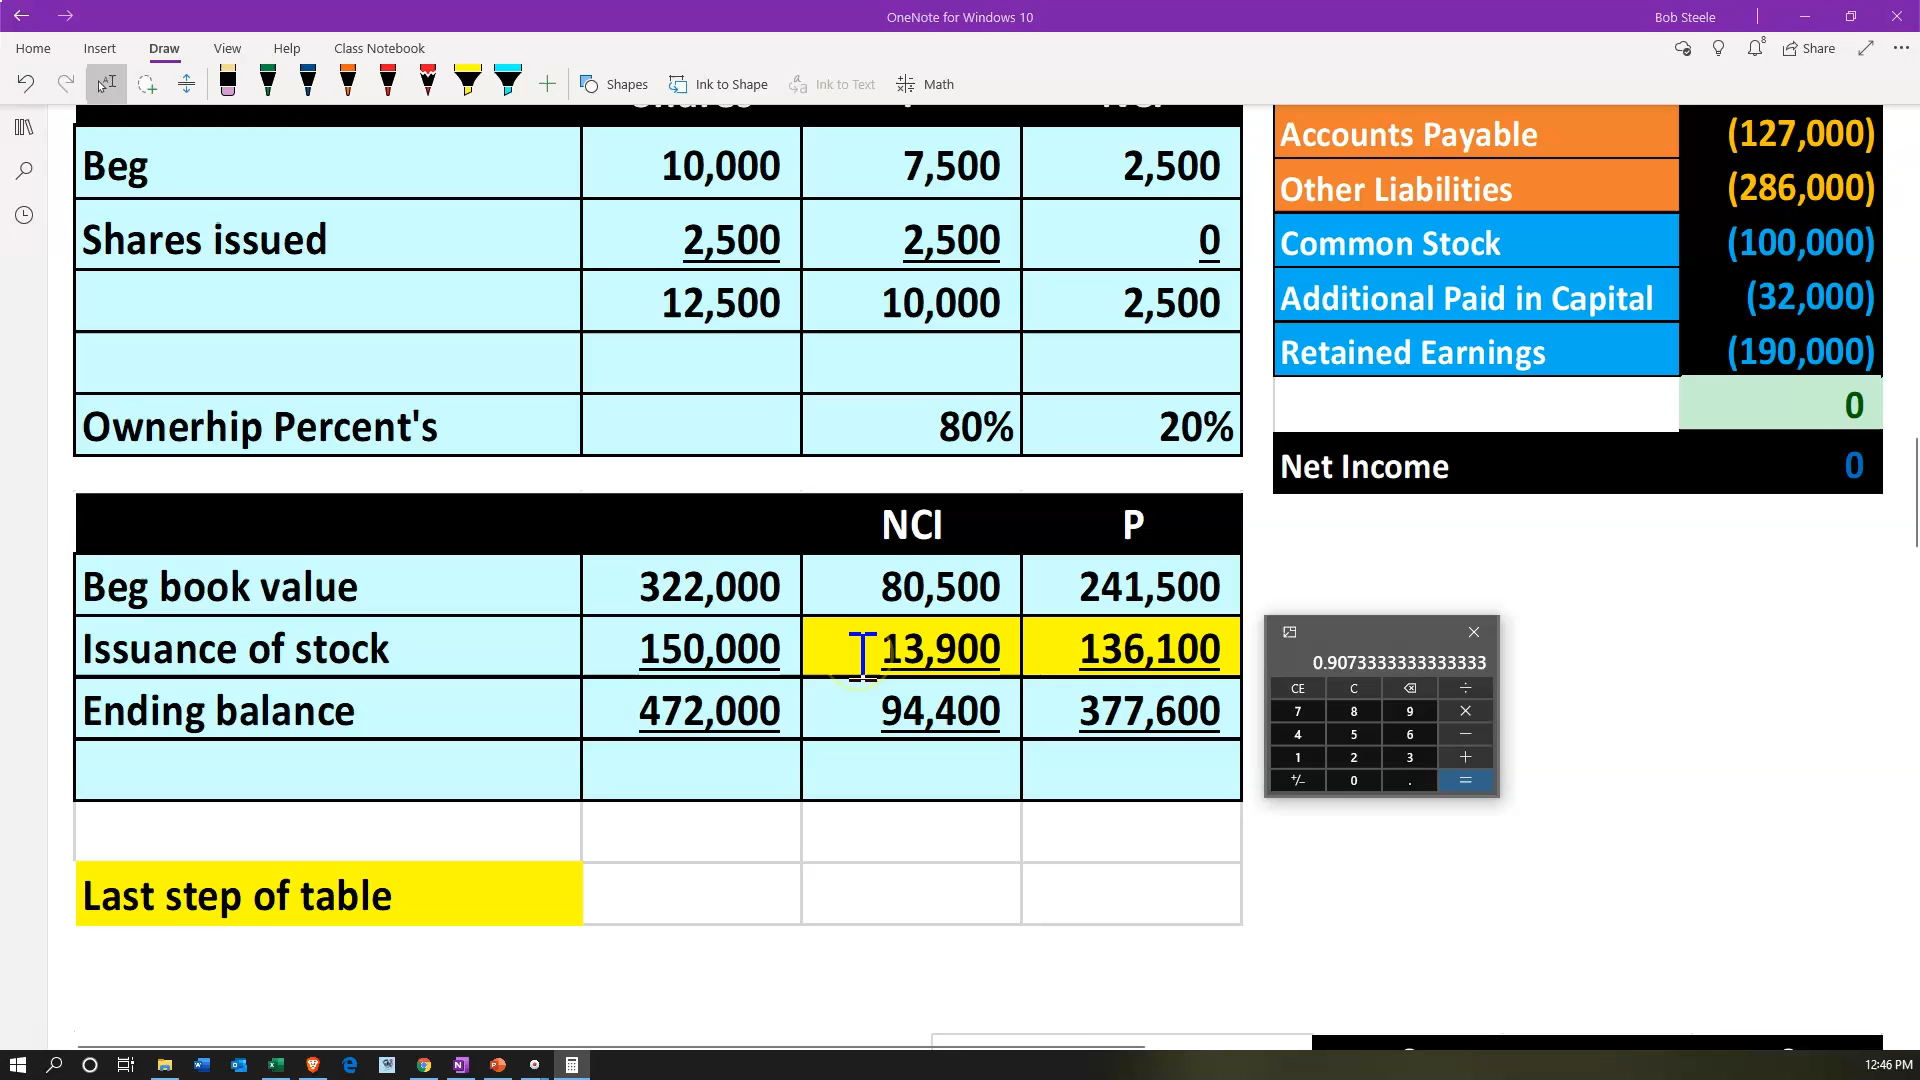 OneNote for Windows 10
Bob Steele
Home Insert Draw View Help Class Notebook
8
Share
Shapes
Ink to Shape
Ink to Text
Math
Beg 10,000 7,500 2,500
Shares issued 2,500 2,500 0
12,500 10,000 2,500
Ownerhip Percent's 80% 20%
NCI P
Beg book value 322,000 80,500 241,500
Issuance of stock 150,000 13,900 136,100
Ending balance 472,000 94,400 377,600
Last step of table
Accounts Payable (127,000)
Other Liabilities (286,000)
Common Stock (100,000)
Additional Paid in Capital (32,000)
Retained Earnings (190,000)
0
Net Income 0
0.9073333333333333
CE C ⌫ ÷
7 8 9 ×
4 5 6 −
1 2 3 +
+/− 0 . =
12:46 PM